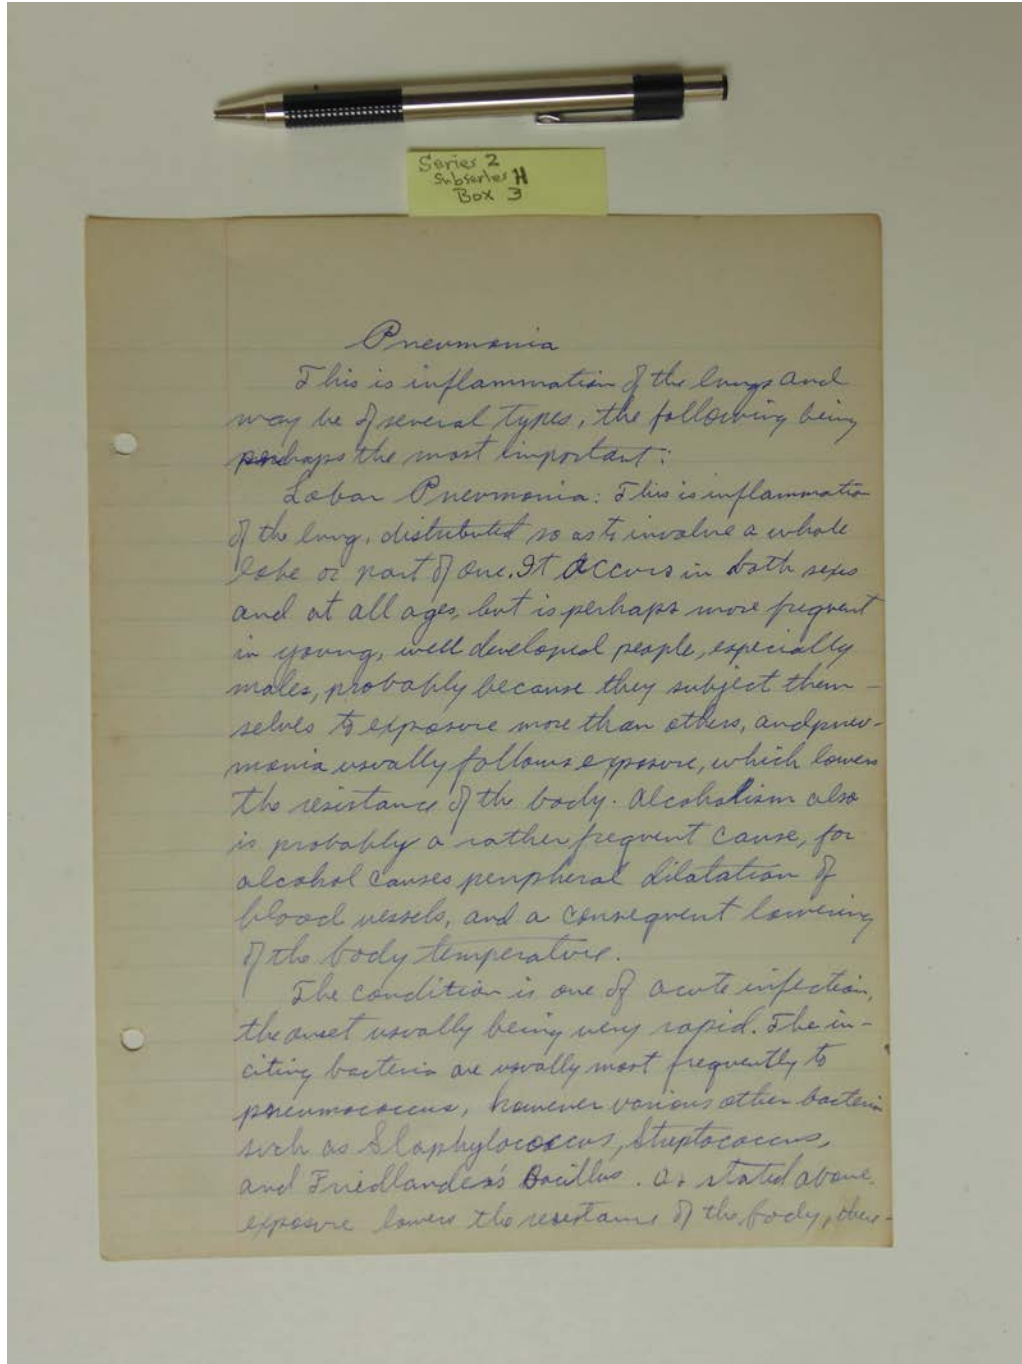 Series 2
Subseries H
Box 3
Pneumonia
This is inflammation of the lungs and
may be of several types, the following being
perhaps the most important:
Lobar Pneumonia: This is inflammation
of the lung, distributed so as to involve a whole
lobe or part of one. It occurs in both sexes
and at all ages, but is perhaps more frequent
in young, well developed people, especially
males, probably because they subject them-
selves to exposure more than others, and pneu-
monia usually follows exposure, which lowers
the resistance of the body. Alcoholism also
is probably a rather frequent cause, for
alcohol causes peripheral dilatation of
blood vessels, and a consequent lowering
of the body temperature.
The condition is one of acute infection,
the onset usually being very rapid. The in-
citing bacteria are usually most frequently to
pneumococcus, however various other bacteria
such as Staphylococcus, Streptococcus,
and Friedlander's Bacillus. As stated above,
exposure lowers the resistance of the body, there-